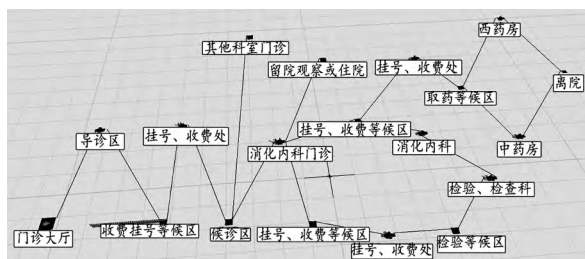 西药房
其他科室门诊
留院观察或住院
挂号、收费处
离院
取药等候区
导诊区
挂号、收费处
挂号、收费等候区
消化内科门诊
消化内科
中药房
检验、检查科
门诊大厅
收费挂号等候区
候诊区
挂号、收费等候区
挂号、收费处
检验等候区